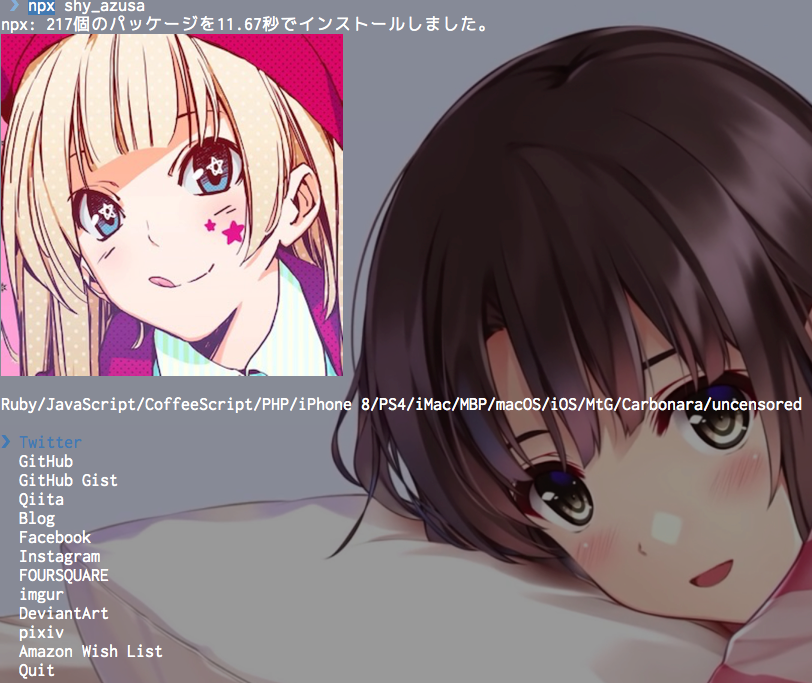 ❯ npx shy_azusa
npx: 217個のパッケージを11.67秒でインストールしました。
Ruby/JavaScript/CoffeeScript/PHP/iPhone 8/PS4/iMac/MBP/macOS/iOS/MtG/Carbonara/uncensored
❯ Twitter
GitHub
GitHub Gist
Qiita
Blog
Facebook
Instagram
FOURSQUARE
imgur
DeviantArt
pixiv
Amazon Wish List
Quit